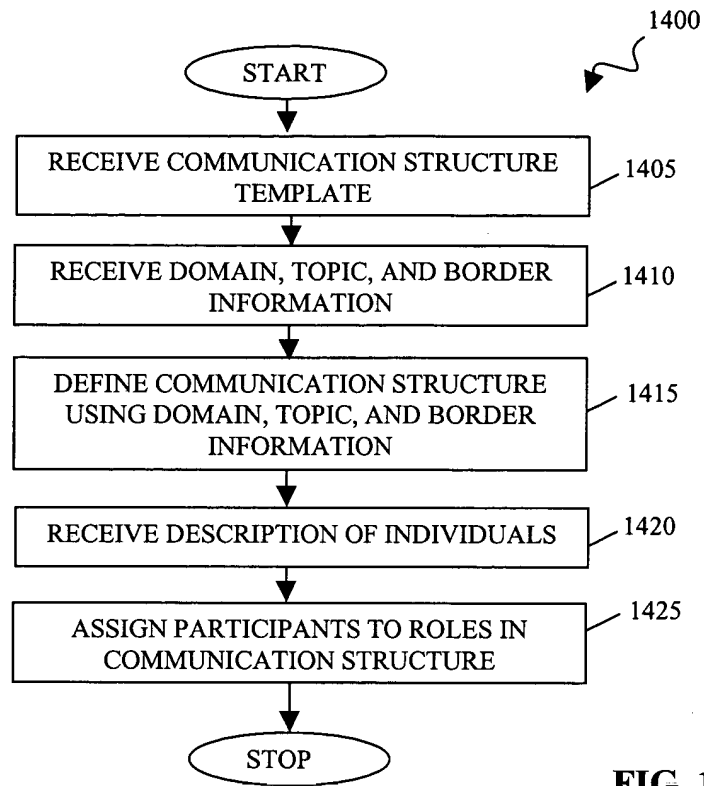 1400
START
RECEIVE COMMUNICATION STRUCTURE
TEMPLATE
1405
RECEIVE DOMAIN, TOPIC, AND BORDER
INFORMATION
1410
DEFINE COMMUNICATION STRUCTURE
USING DOMAIN, TOPIC, AND BORDER
INFORMATION
1415
RECEIVE DESCRIPTION OF INDIVIDUALS
1420
ASSIGN PARTICIPANTS TO ROLES IN
COMMUNICATION STRUCTURE
1425
STOP
FIG. 1